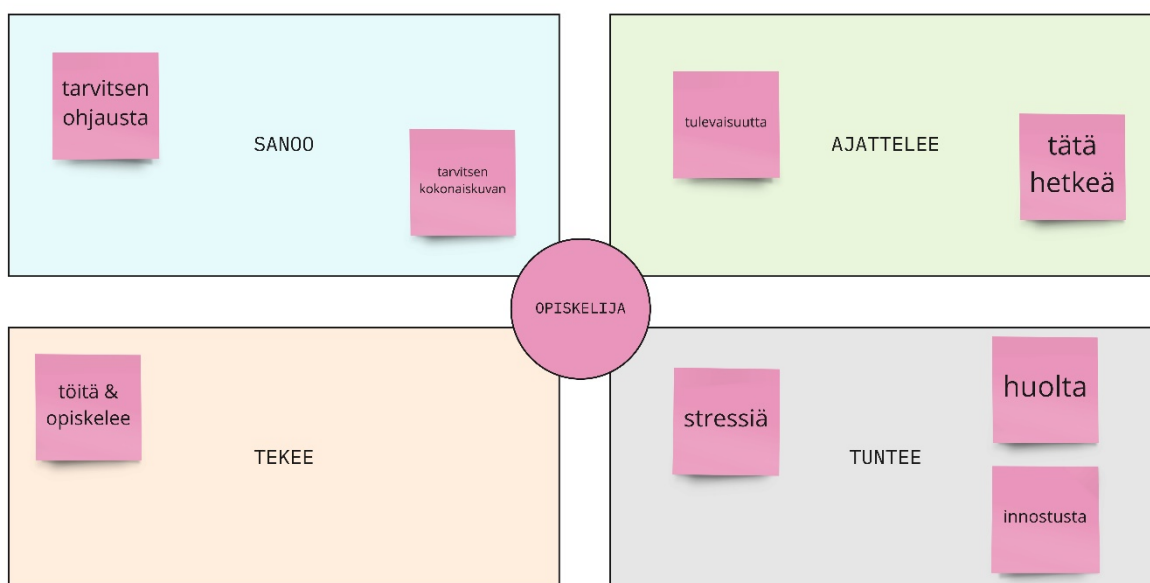 tarvitsen
ohjausta
SANOO
tarvitsen
kokonaiskuvan
tulevaisuutta
AJATTELEE
tätä
hetkeä
OPISKELIJA
töitä &
opiskelee
TEKEE
stressiä
TUNTEE
huolta
innostusta